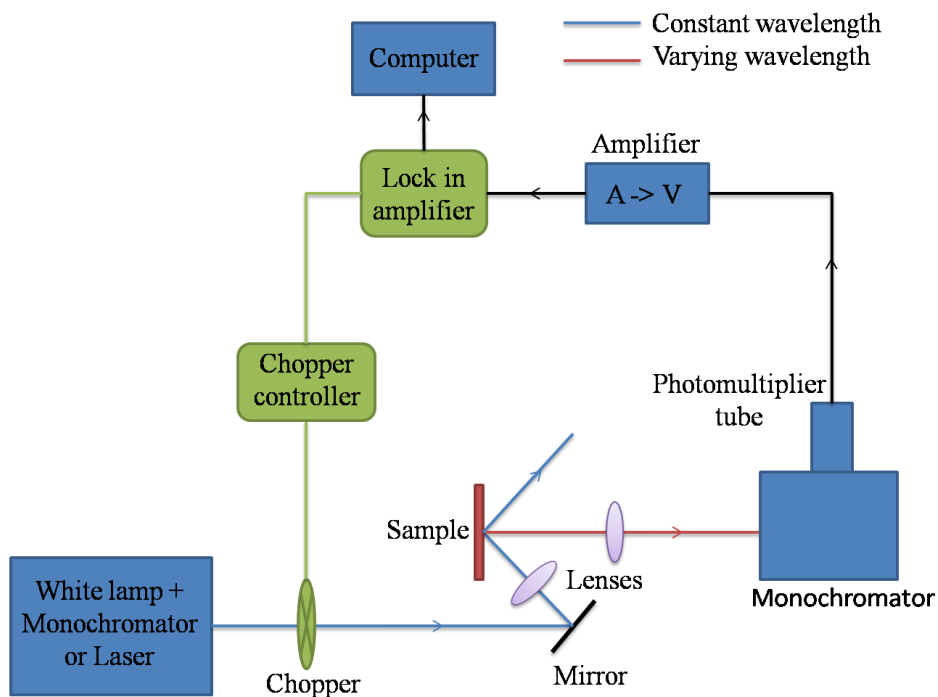 Constant wavelength
Varying wavelength
Computer
Amplifier
Lock in
amplifier
A -> V
Chopper
controller
Photomultiplier
tube
Sample
Lenses
White lamp +
Monochromator
or Laser
Monochromator
Mirror
Chopper